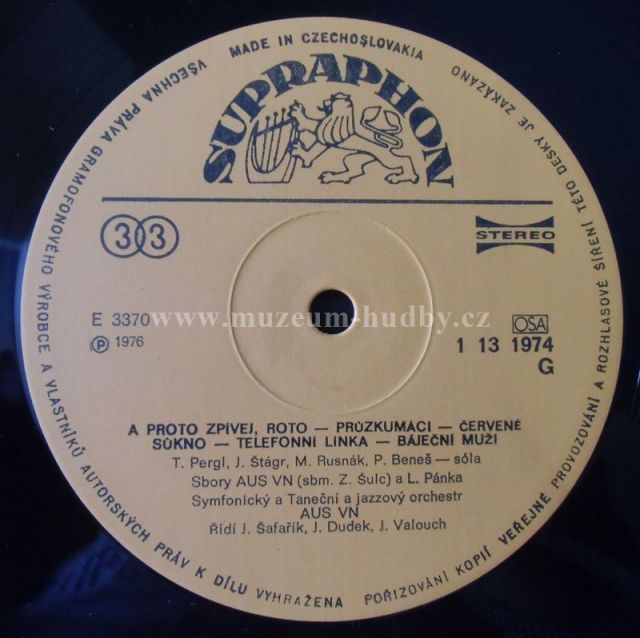 MADE IN CZECHOSLOVAKIA
SUPRAPHON
33
STEREO
E 3370
℗ 1976
www.muzeum-hudby.cz
OSA
1 13 1974
G
A PROTO ZPÍVEJ, ROTO — PRŮZKUMÁCI — ČERVENÉ
SUKNO — TELEFONNÍ LINKA — BÁJEČNÍ MUŽI
T. Pergl, J. Štágr, M. Rusnák, P. Beneš — sóla
Sbory AUS VN (sbm. Z. Šulc) a L. Pánka
Symfonický a Taneční a jazzový orchestr
AUS VN
Řídí J. Šafařík, J. Dudek, J. Valouch
VŠECHNA PRÁVA GRAMOFONOVÉHO VÝROBCE A VLASTNÍKŮ AUTORSKÝCH PRÁV K DÍLU VYHRAŽENA
POŘIZOVÁNÍ KOPIÍ VEŘEJNÉ PROVOZOVÁNÍ A ROZHLASOVÉ ŠÍŘENÍ TÉTO DESKY JE ZAKÁZÁNO